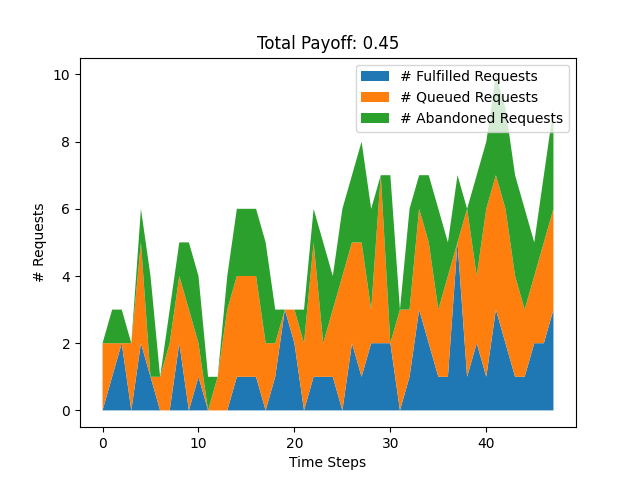 Total Payoff: 0.45
# Fulfilled Requests
# Queued Requests
# Abandoned Requests
10
8
6
4
2
0
# Requests
0 10 20 30 40
Time Steps